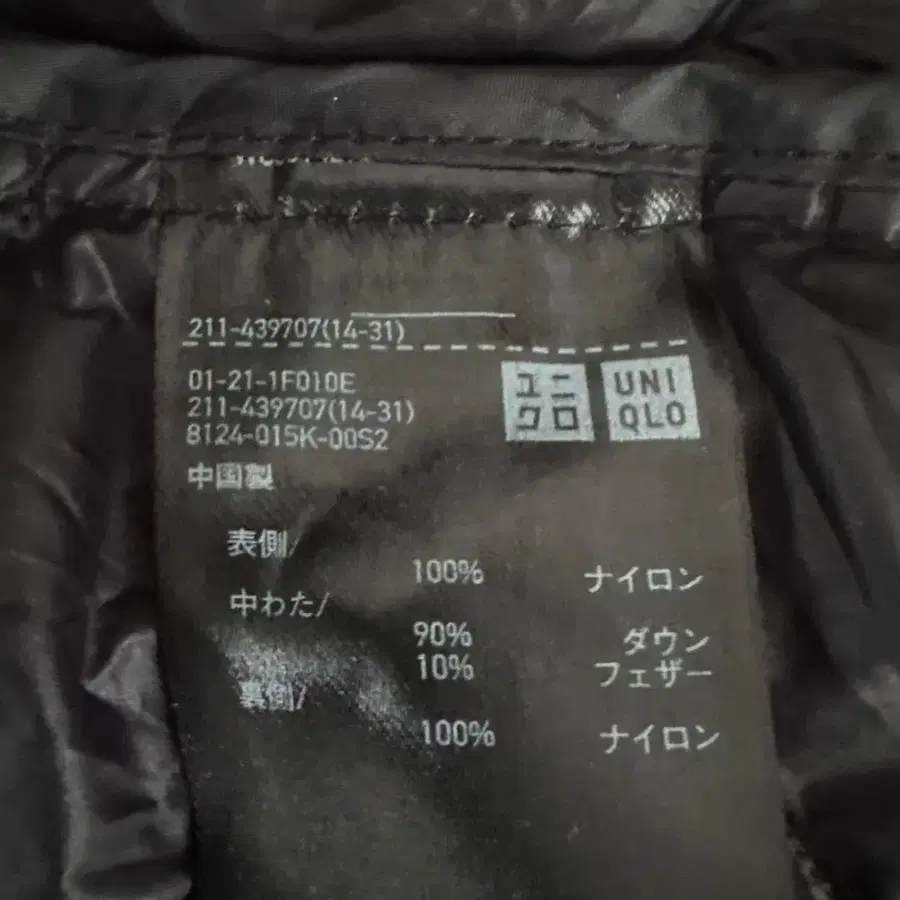 211-439707(14-31)
01-21-1F010E
211-439707(14-31)
8124-015K-00S2
ユニ
クロ
UNI
QLO
中国製
表側/
100% ナイロン
中わた/
90% ダウン
10% フェザー
裏側/
100% ナイロン